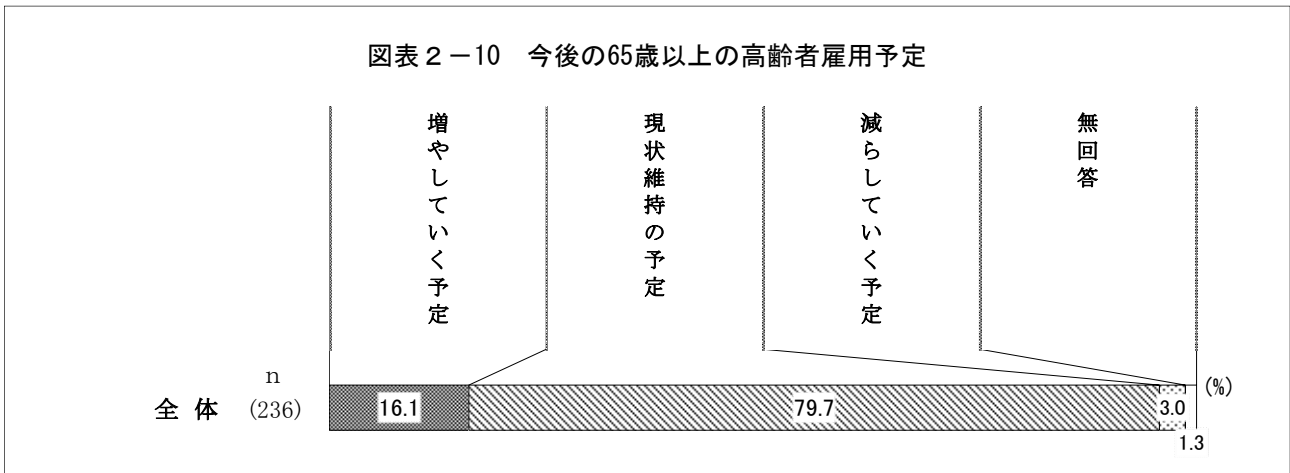 図表２－10　今後の65歳以上の高齢者雇用予定
増やしていく予定
現状維持の予定
減らしていく予定
無回答
n
(%)
全 体 (236)
16.1
79.7
3.0
1.3